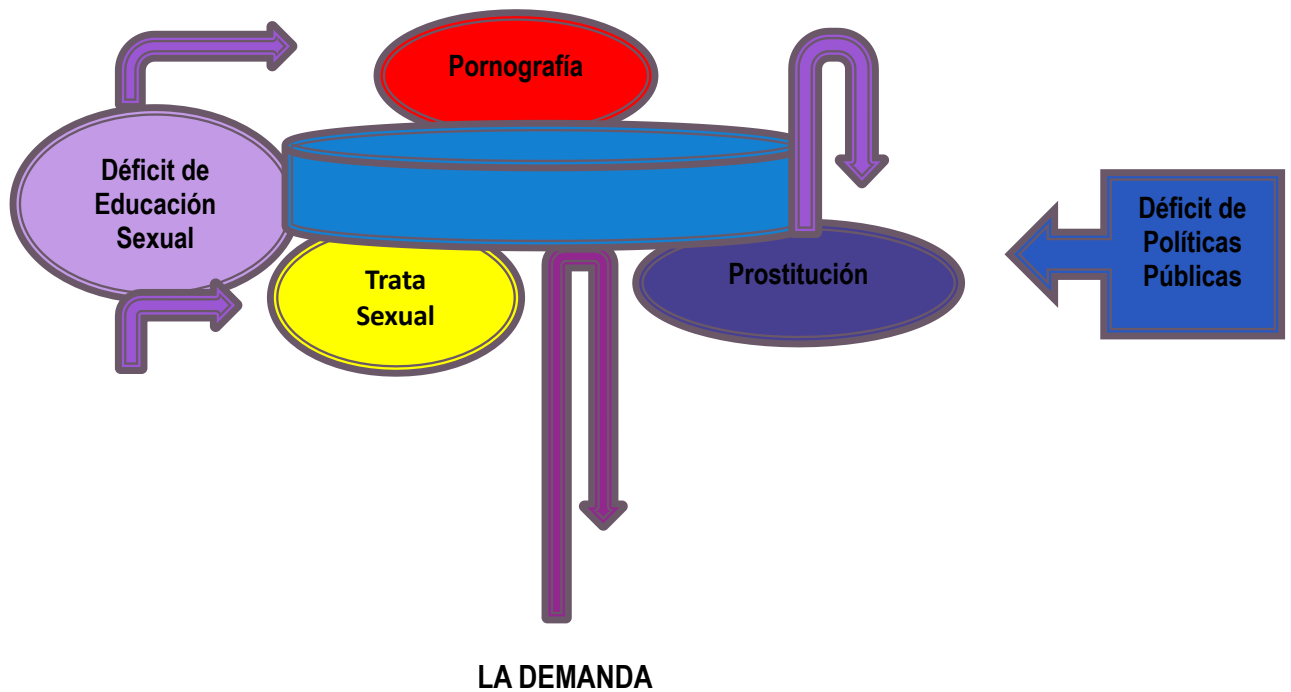 Pornografía
Déficit de
Educación
Sexual
Trata
Sexual
Prostitución
Déficit de
Políticas
Públicas
LA DEMANDA